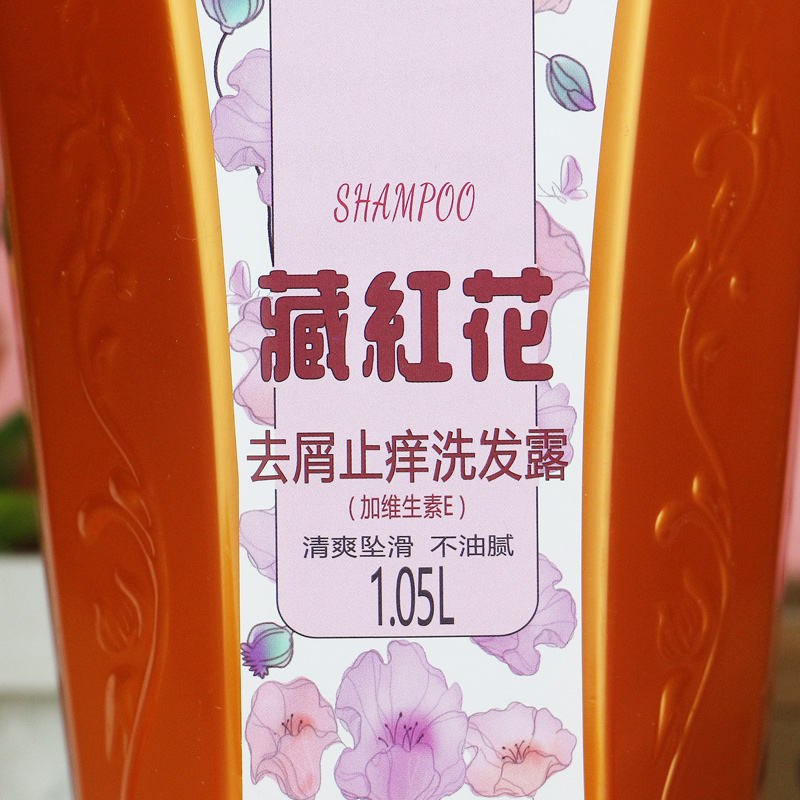 SHAMPOO
藏紅花
去屑止痒洗发露
（加维生素E）
清爽坠滑 不油腻
1.05L